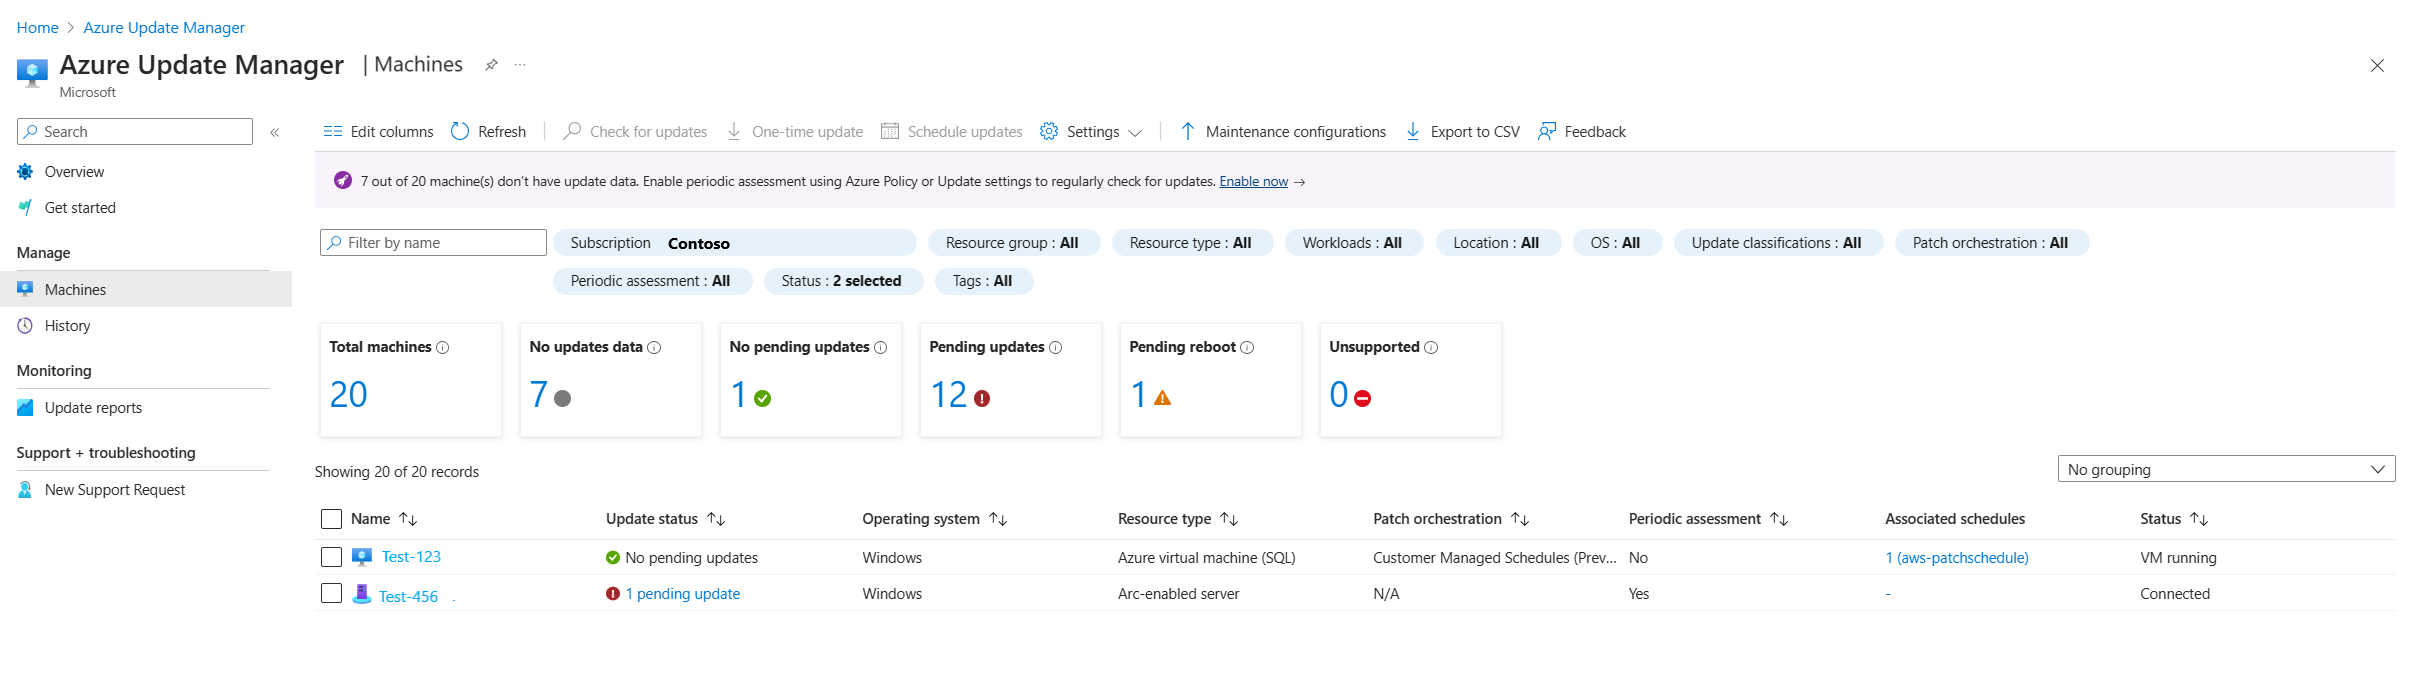 Home > Azure Update Manager
Azure Update Manager | Machines ...
Microsoft
Search «
Overview
Get started
Manage
Machines
History
Monitoring
Update reports
Support + troubleshooting
New Support Request
Edit columns Refresh Check for updates One-time update Schedule updates Settings Maintenance configurations Export to CSV Feedback
7 out of 20 machine(s) don't have update data. Enable periodic assessment using Azure Policy or Update settings to regularly check for updates. Enable now →
Filter by name Subscription Contoso Resource group : All Resource type : All Workloads : All Location : All OS : All Update classifications : All Patch orchestration : All
Periodic assessment : All Status : 2 selected Tags : All
Total machines No updates data No pending updates Pending updates Pending reboot Unsupported
20 7 1 12 1 0
Showing 20 of 20 records No grouping
Name Update status Operating system Resource type Patch orchestration Periodic assessment Associated schedules Status
Test-123 No pending updates Windows Azure virtual machine (SQL) Customer Managed Schedules (Prev... No 1 (aws-patchschedule) VM running
Test-456 . 1 pending update Windows Arc-enabled server N/A Yes - Connected